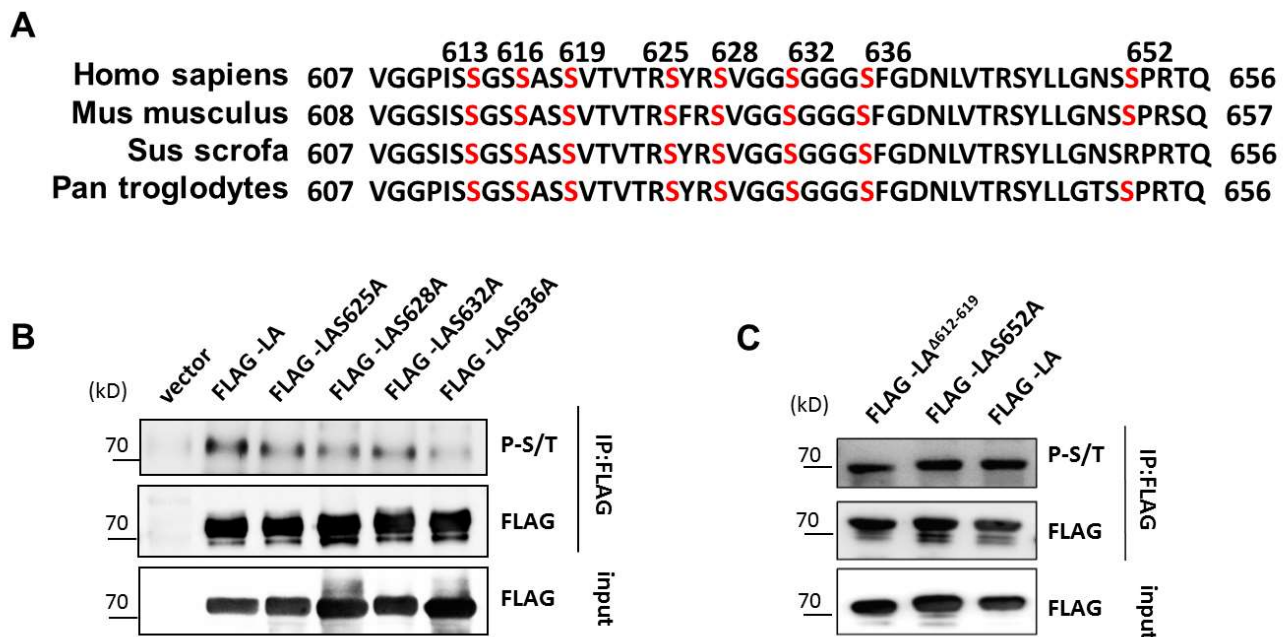 A
613 616 619 625 628 632 636 652
Homo sapiens 607 VGGPISSGSSASSVTVTRSYRSVGGSGGGSFGDNLVTRSYLLGNSSPRTQ 656
Mus musculus 608 VGGSISSGSSASSVTVTRSFRSVGGSGGGSFGDNLVTRSYLLGNSSPRSQ 657
Sus scrofa 607 VGGSISSGSSASSVTVTRSYRSVGGSGGGSFGDNLVTRSYLLGNSRPRTQ 656
Pan troglodytes 607 VGGPISSGSSASSVTVTRSYRSVGGSGGGSFGDNLVTRSYLLGTSSPRTQ 656
B
(kD) vector FLAG -LA FLAG -LAS625A FLAG -LAS628A FLAG -LAS632A FLAG -LAS636A
70 P-S/T
70 FLAG
IP:FLAG
70 FLAG
input
C
(kD) FLAG -LAΔ612-619 FLAG -LAS652A FLAG -LA
70 P-S/T
70 FLAG
IP:FLAG
70 FLAG
input